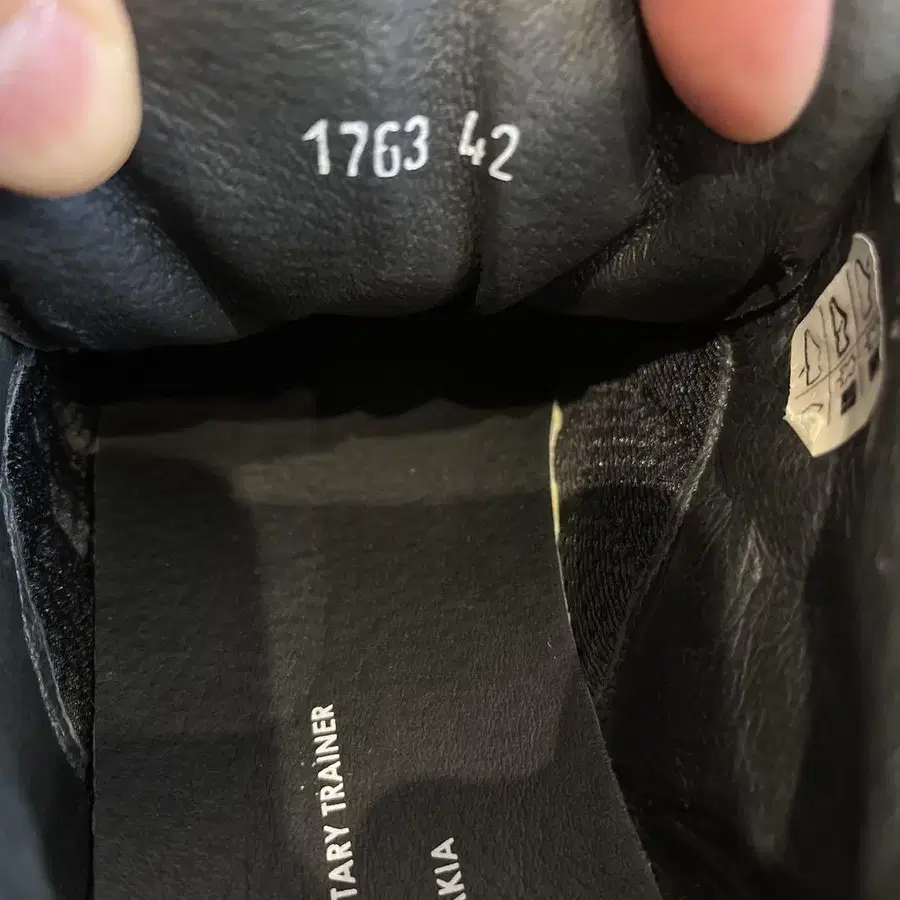 1763 42
TARY TRAINER
AKIA